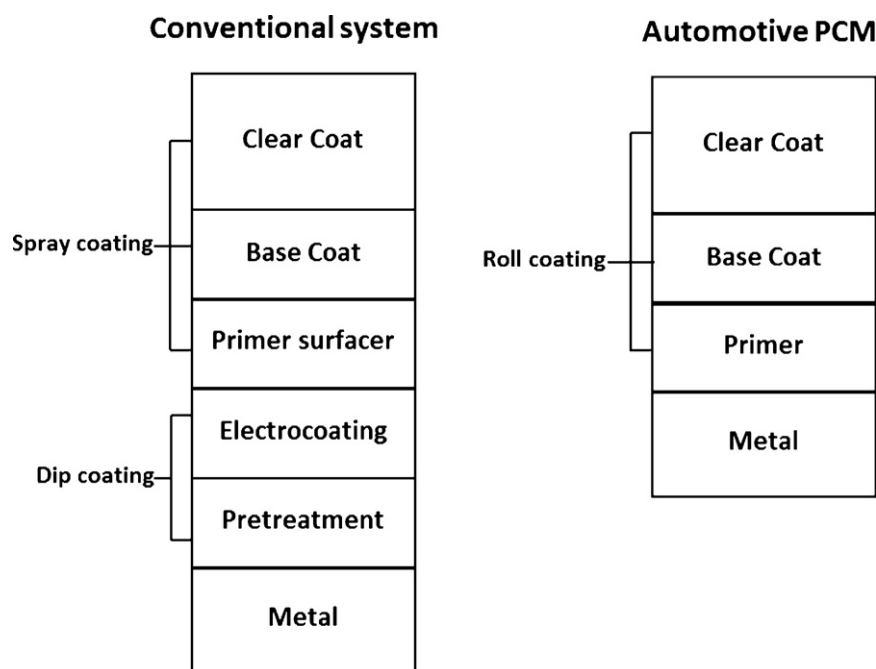 Conventional system
Clear Coat
Spray coating
Base Coat
Primer surfacer
Electrocoating
Dip coating
Pretreatment
Metal
Automotive PCM
Clear Coat
Roll coating
Base Coat
Primer
Metal